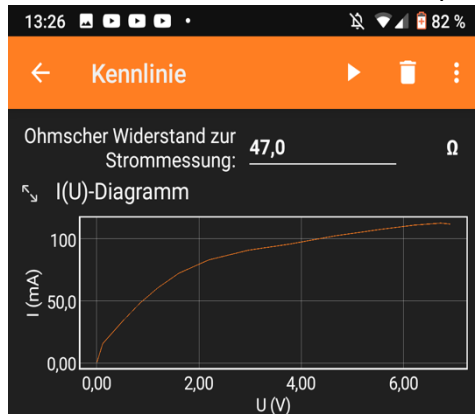 13:26 82 %
Kennlinie
Ohmscher Widerstand zur
Strommessung: 47,0 Ω
I(U)-Diagramm
100
50,0
0,00
I (mA)
0,00 2,00 4,00 6,00
U (V)